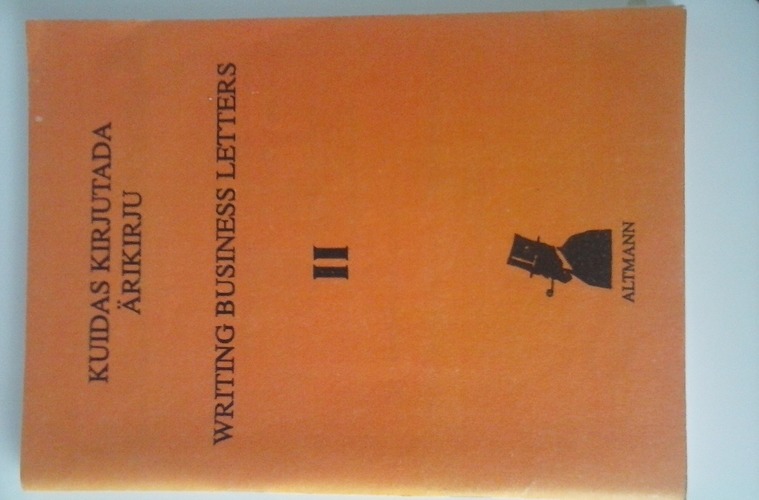 KUIDAS KIRJUTADA
ÄRIKIRJU
WRITING BUSINESS LETTERS
II
ALTMANN